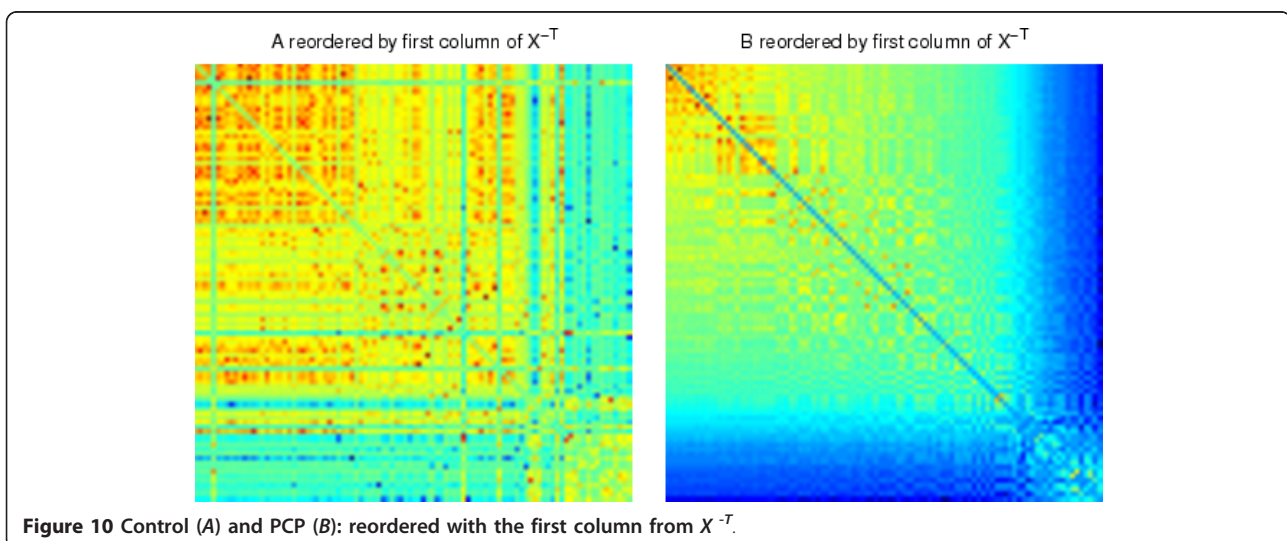 A reordered by first column of X⁻ᵀ
B reordered by first column of X⁻ᵀ
Figure 10 Control (A) and PCP (B): reordered with the first column from X ⁻ᵀ.